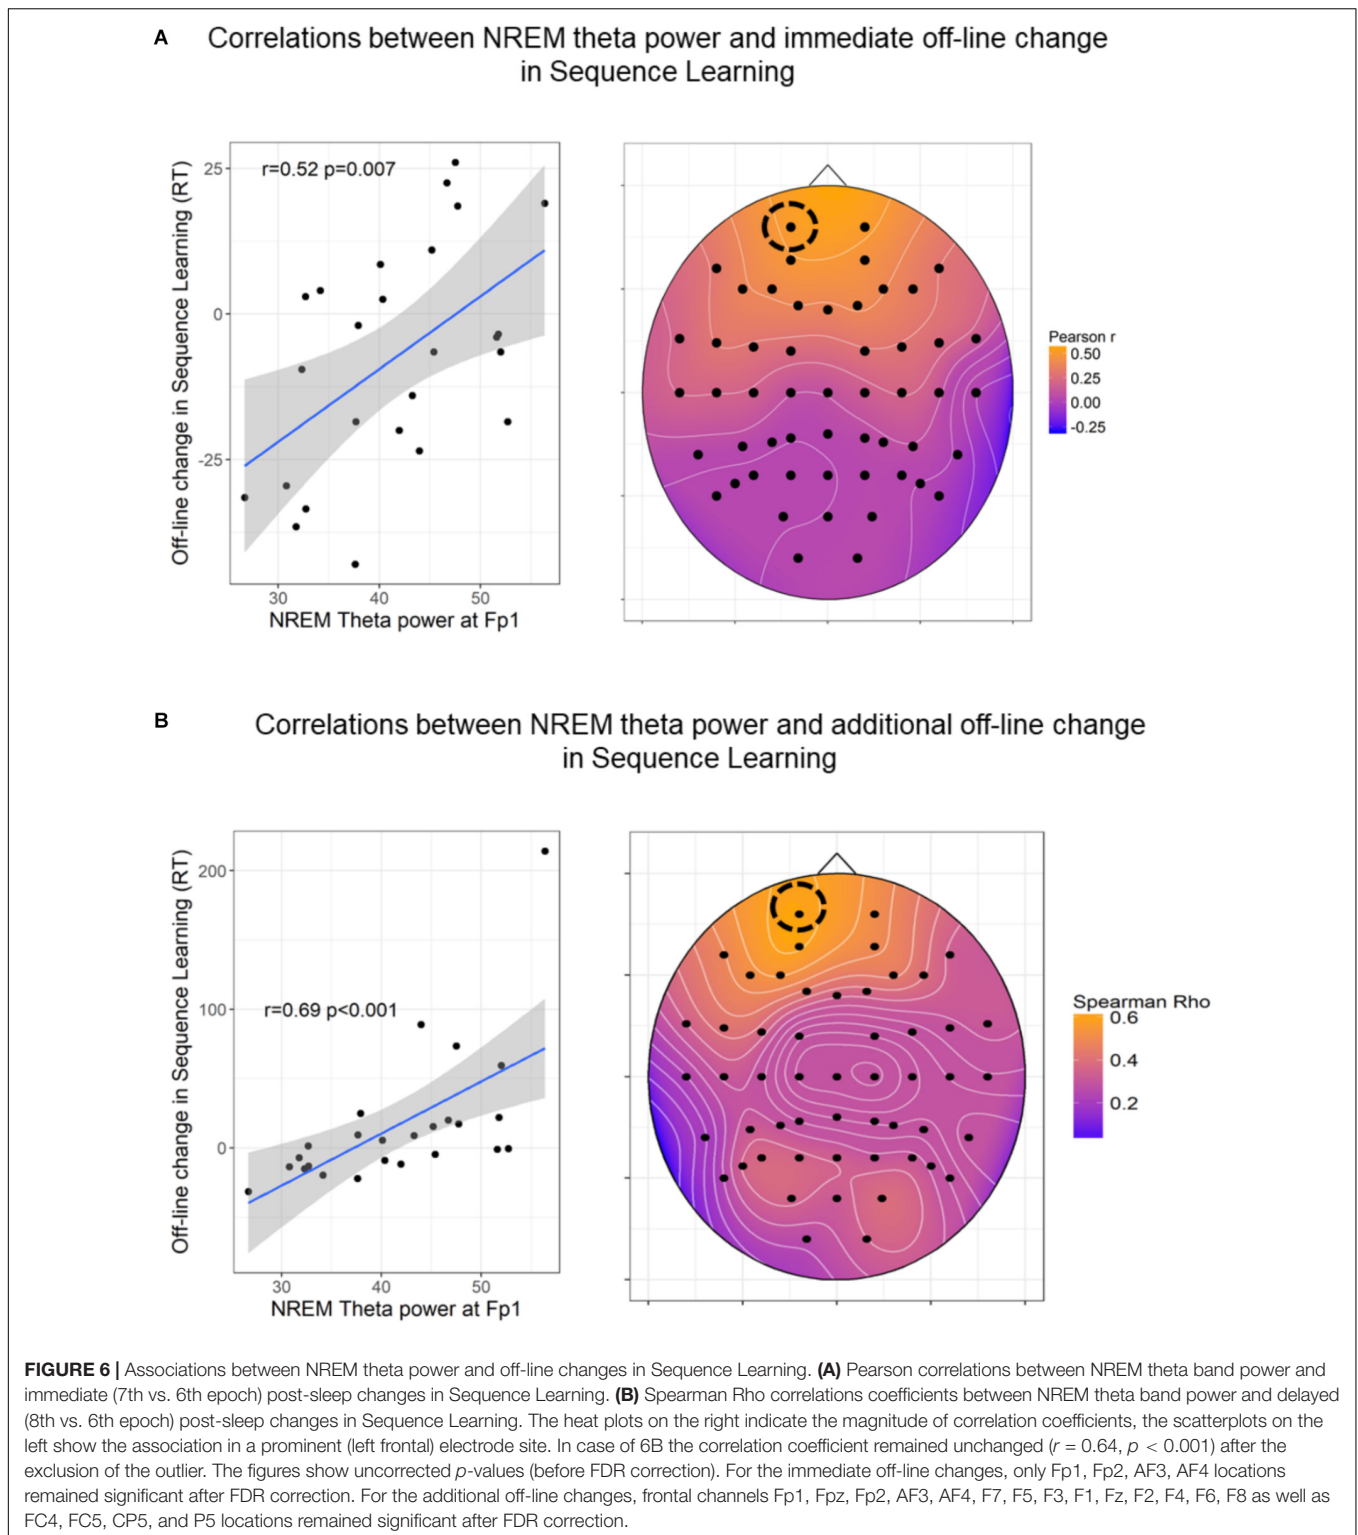 A
Correlations between NREM theta power and immediate off-line change
in Sequence Learning
Off-line change in Sequence Learning (RT)
25
0
-25
r=0.52 p=0.007
30 40 50
NREM Theta power at Fp1
Pearson r
0.50
0.25
0.00
-0.25
B
Correlations between NREM theta power and additional off-line change
in Sequence Learning
Off-line change in Sequence Learning (RT)
200
100
0
r=0.69 p<0.001
30 40 50
NREM Theta power at Fp1
Spearman Rho
0.6
0.4
0.2
FIGURE 6 | Associations between NREM theta power and off-line changes in Sequence Learning. (A) Pearson correlations between NREM theta band power and
immediate (7th vs. 6th epoch) post-sleep changes in Sequence Learning. (B) Spearman Rho correlations coefficients between NREM theta band power and delayed
(8th vs. 6th epoch) post-sleep changes in Sequence Learning. The heat plots on the right indicate the magnitude of correlation coefficients, the scatterplots on the
left show the association in a prominent (left frontal) electrode site. In case of 6B the correlation coefficient remained unchanged (r = 0.64, p < 0.001) after the
exclusion of the outlier. The figures show uncorrected p-values (before FDR correction). For the immediate off-line changes, only Fp1, Fp2, AF3, AF4 locations
remained significant after FDR correction. For the additional off-line changes, frontal channels Fp1, Fpz, Fp2, AF3, AF4, F7, F5, F3, F1, Fz, F2, F4, F6, F8 as well as
FC4, FC5, CP5, and P5 locations remained significant after FDR correction.